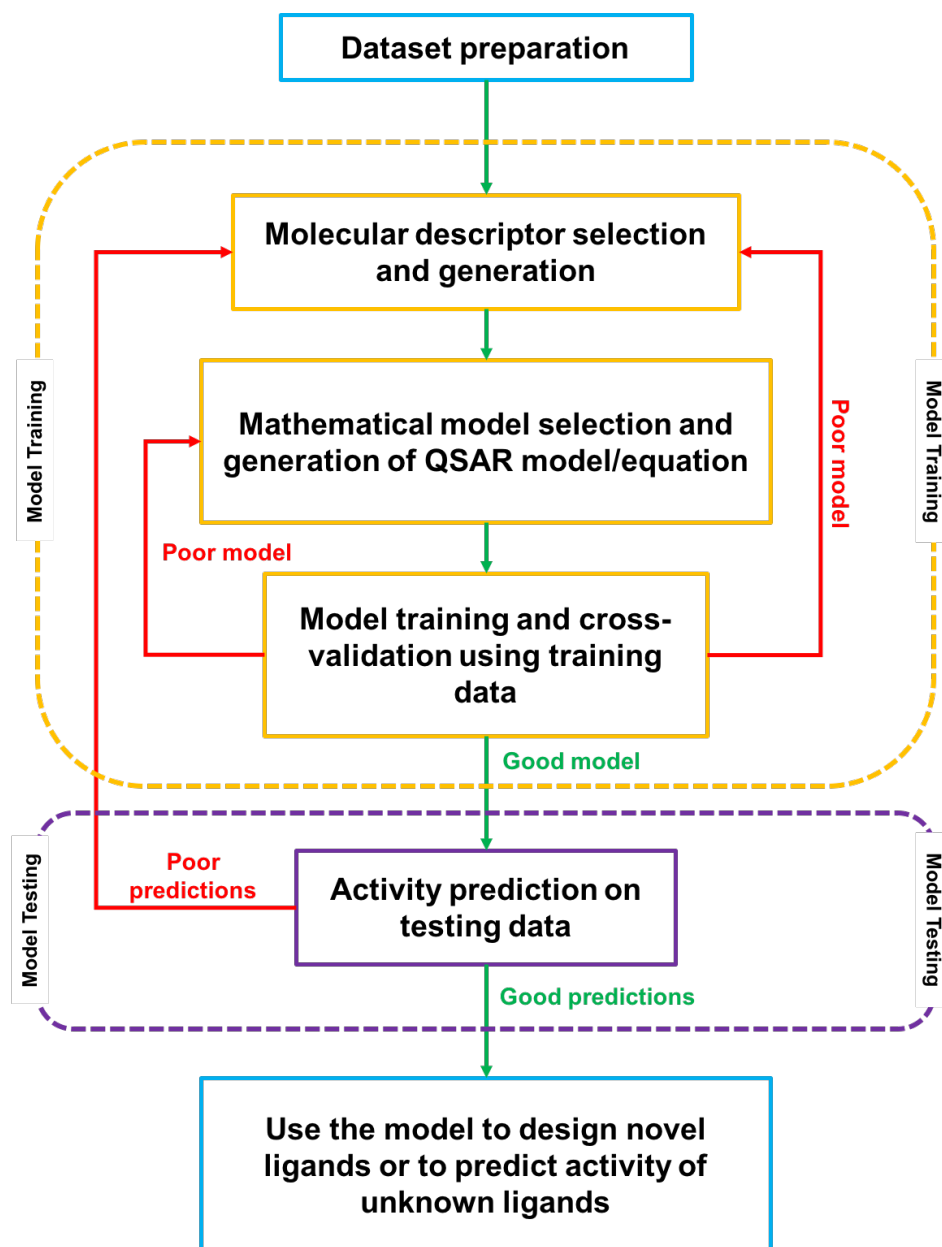 Dataset preparation
Molecular descriptor selection
and generation
Model Training
Model Training
Poor model
Mathematical model selection and
generation of QSAR model/equation
Poor model
Model training and cross-
validation using training
data
Good model
Model Testing
Model Testing
Poor
predictions
Activity prediction on
testing data
Good predictions
Use the model to design novel
ligands or to predict activity of
unknown ligands